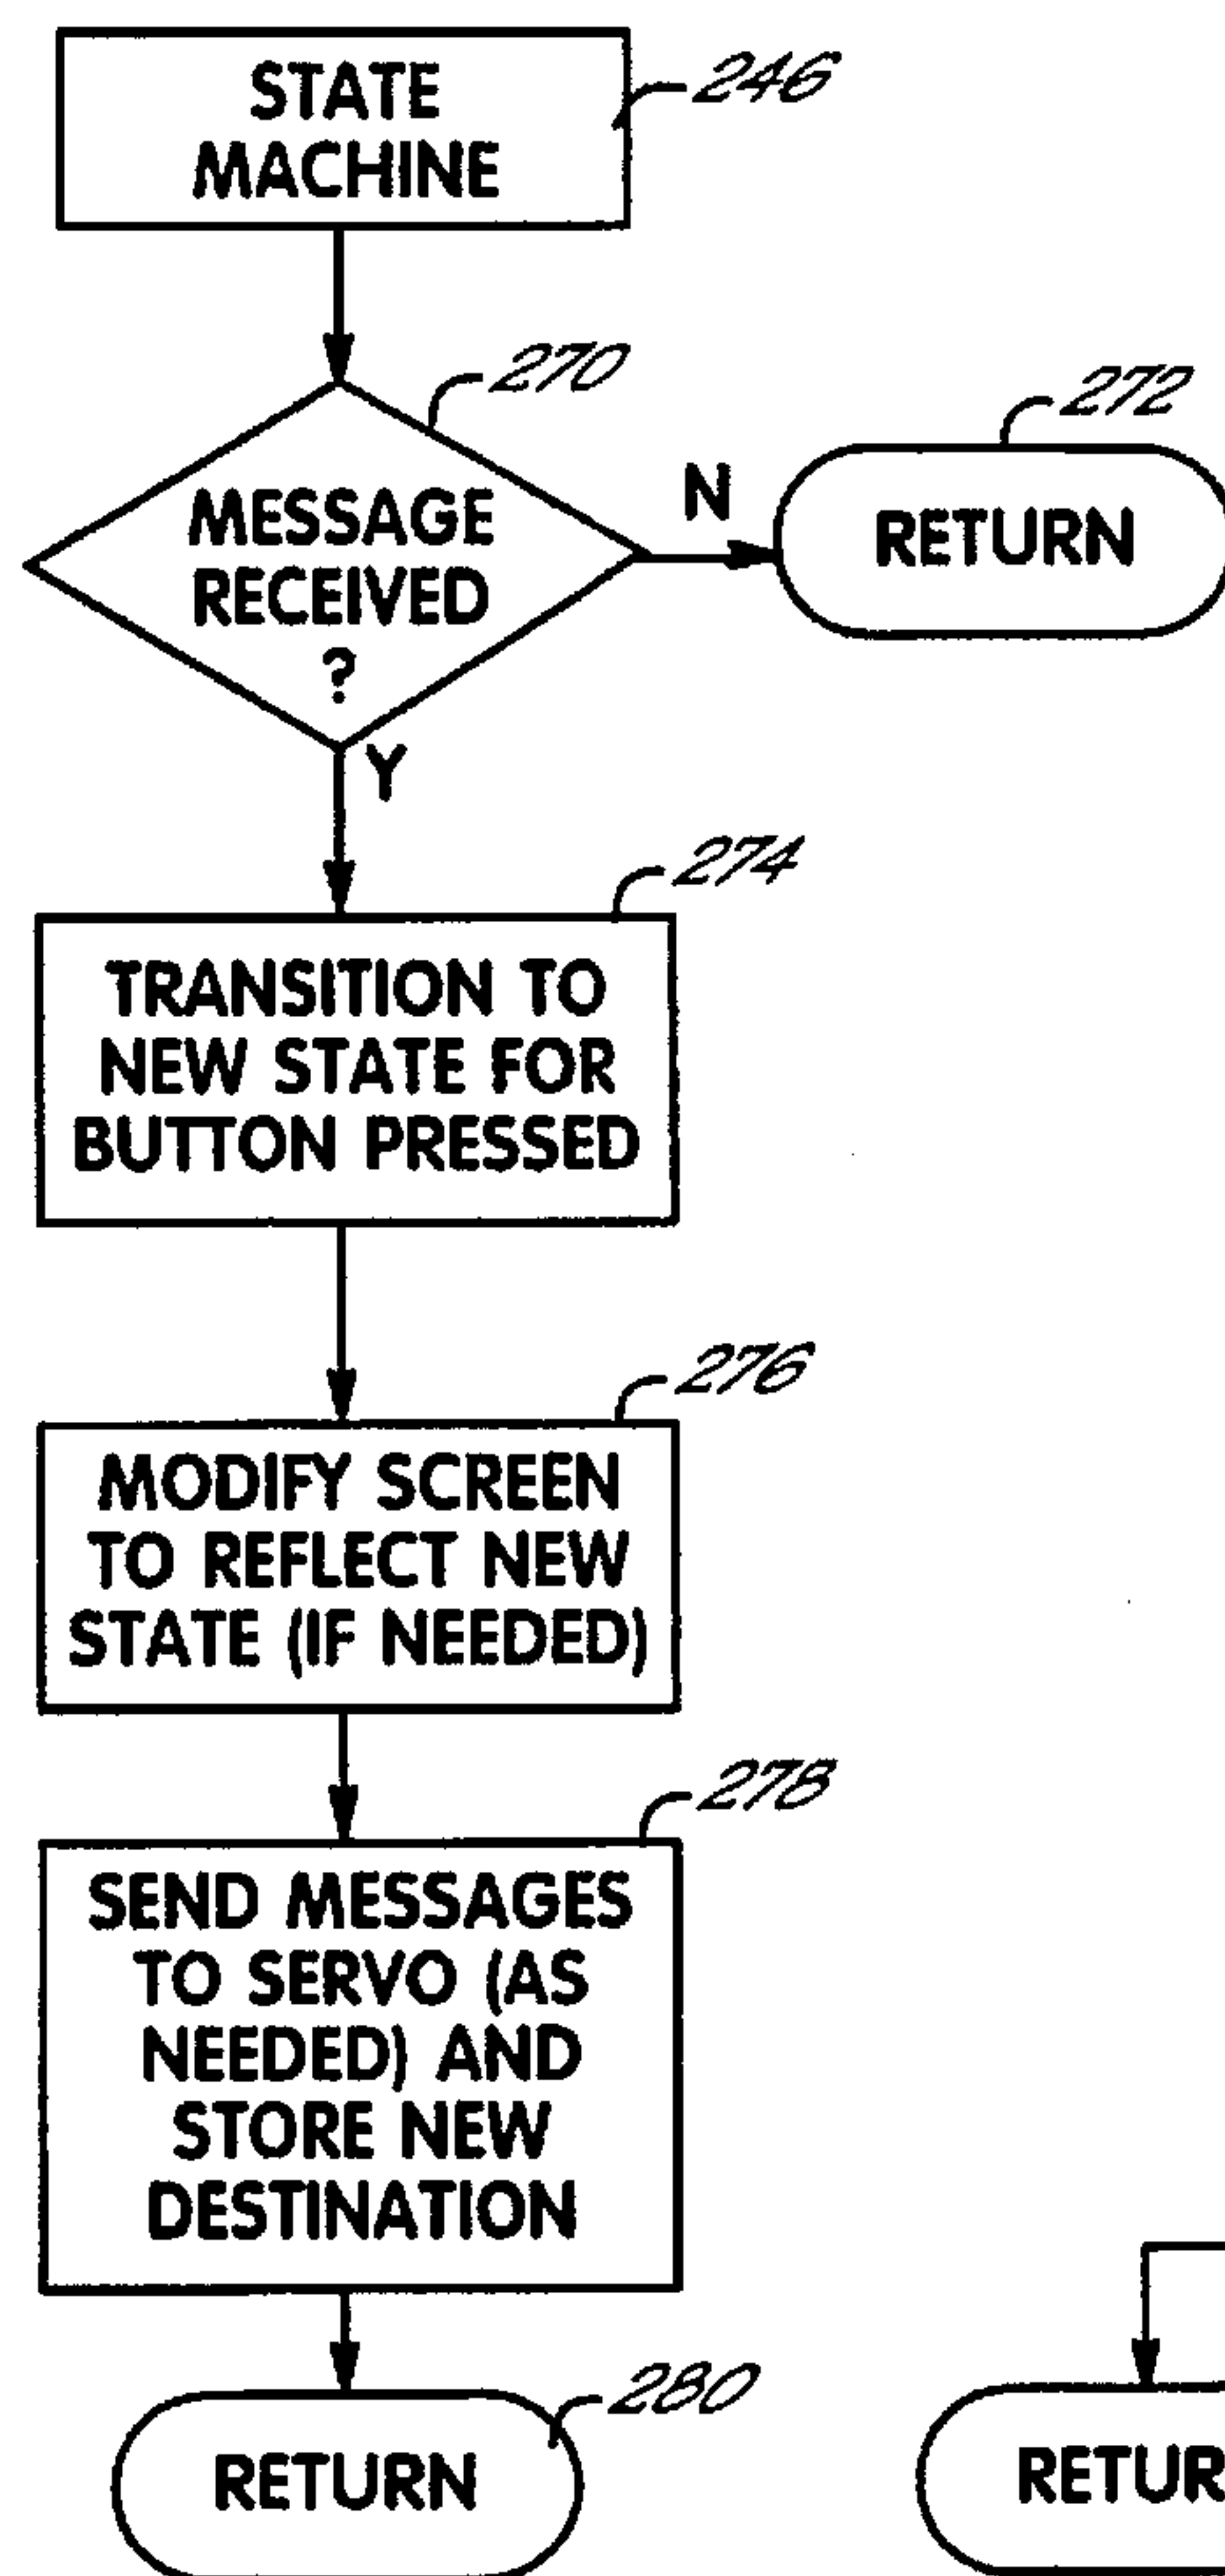 STATE
MACHINE
246
270
MESSAGE
RECEIVED
?
N
272
RETURN
Y
274
TRANSITION TO
NEW STATE FOR
BUTTON PRESSED
276
MODIFY SCREEN
TO REFLECT NEW
STATE (IF NEEDED)
278
SEND MESSAGES
TO SERVO (AS
NEEDED) AND
STORE NEW
DESTINATION
280
RETURN